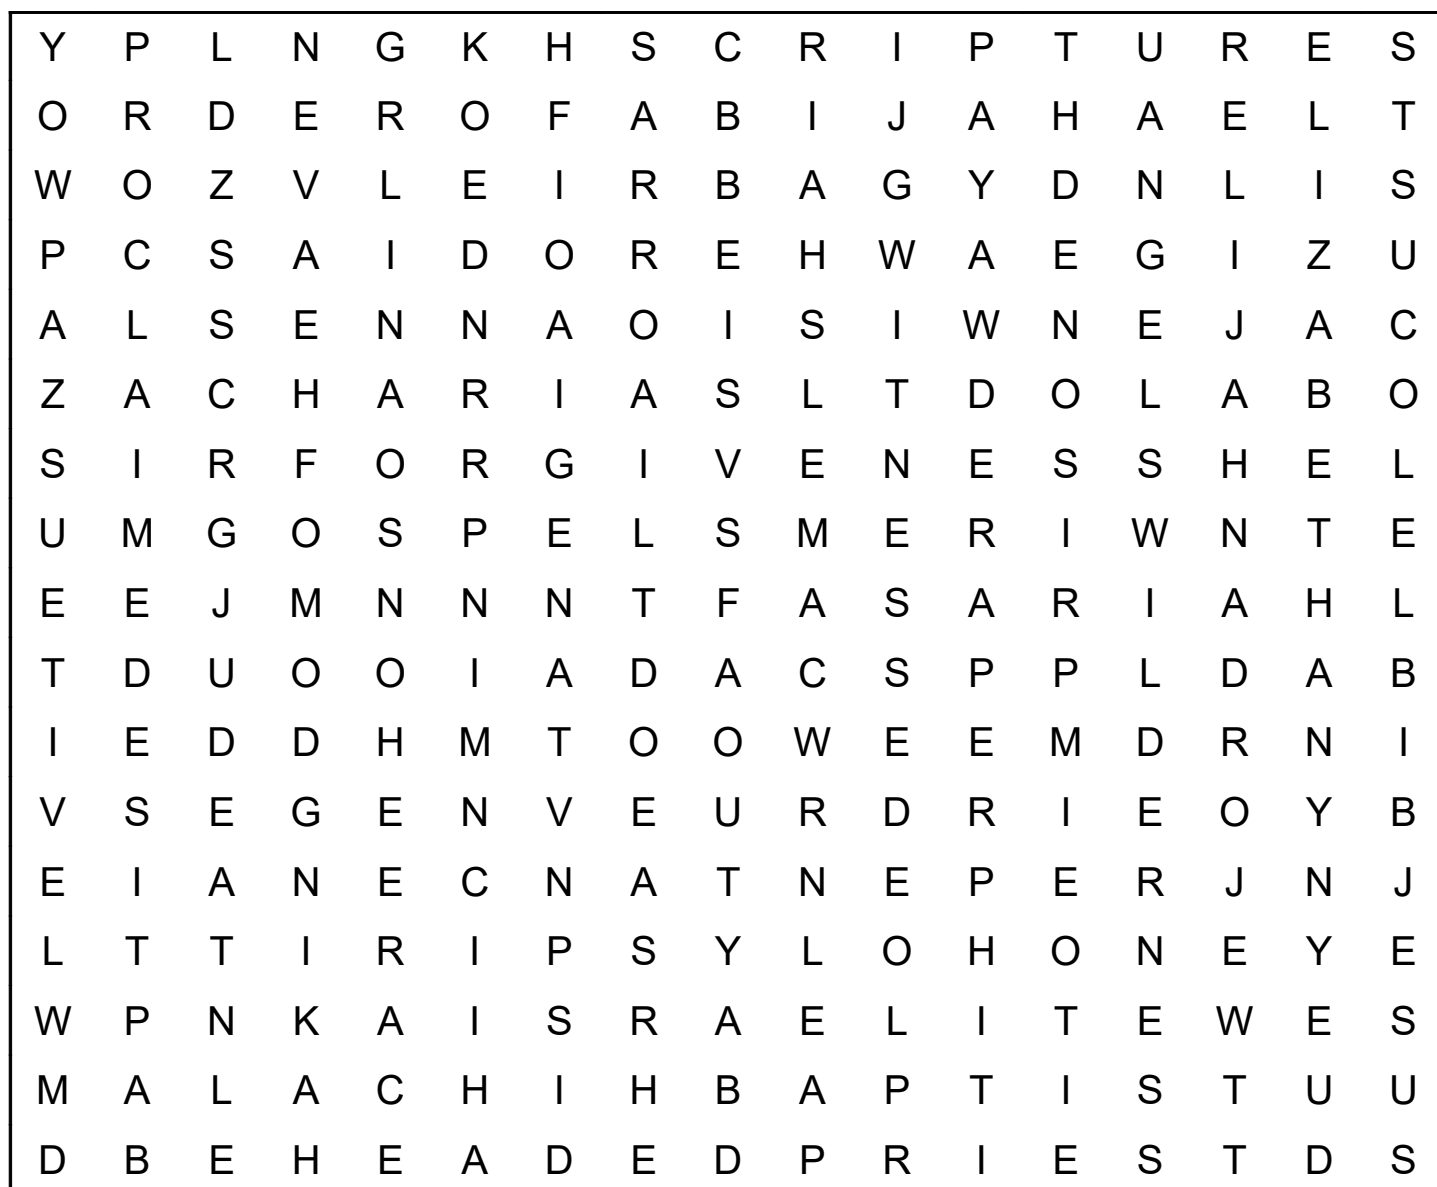 Y P L N G K H S C R I P T U R E S
O R D E R O F A B I J A H A E L T
W O Z V L E I R B A G Y D N L I S
P C S A I D O R E H W A E G I Z U
A L S E N N A O I S I W N E J A C
Z A C H A R I A S L T D O L A B O
S I R F O R G I V E N E S S H E L
U M G O S P E L S M E R I W N T E
E E J M N N N T F A S A R I A H L
T D U O O I A D A C S P P L D A B
I E D D H M T O O W E E M D R N I
V S E G E N V E U R D R I E O Y B
E I A N E C N A T N E P E R J N J
L T T I R I P S Y L O H O N E Y E
W P N K A I S R A E L I T E W E S
M A L A C H I H B A P T I S T U U
D B E H E A D E D P R I E S T D S